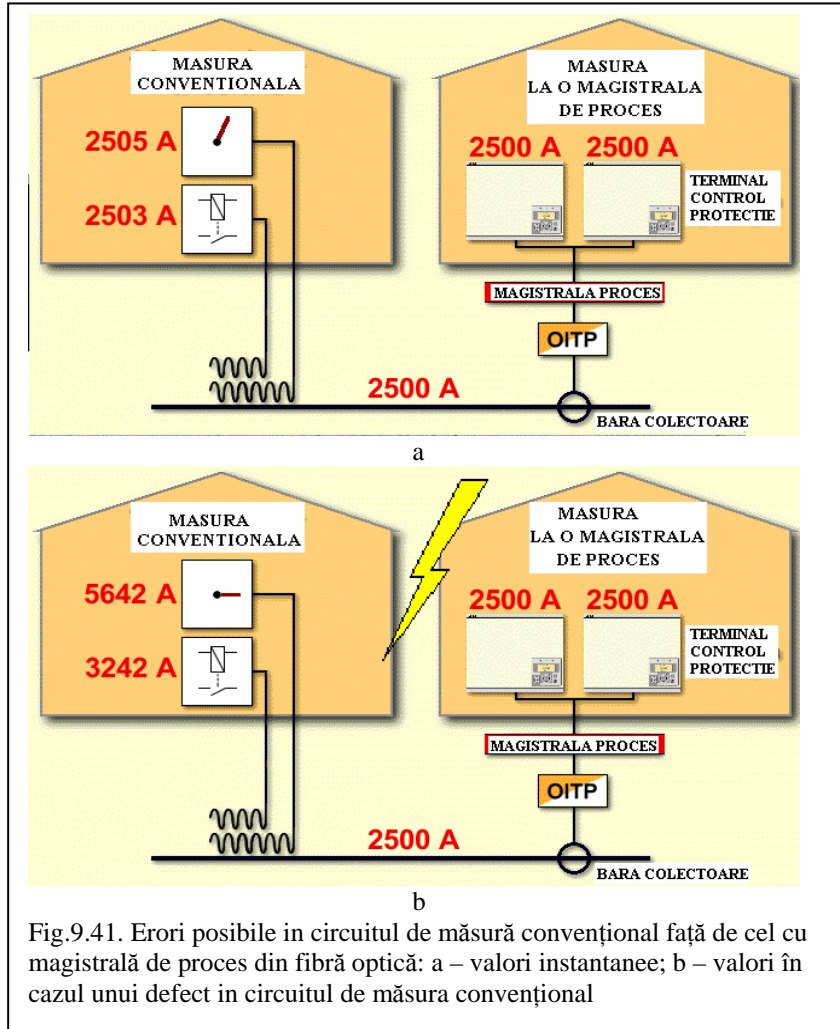 MASURA
CONVENTIONALA
2505 A
2503 A
MASURA
LA O MAGISTRALA
DE PROCES
2500 A 2500 A
TERMINAL
CONTROL
PROTECTIE
MAGISTRALA PROCES
OITP
2500 A
BARA COLECTOARE
a
MASURA
CONVENTIONALA
5642 A
3242 A
MASURA
LA O MAGISTRALA
DE PROCES
2500 A 2500 A
TERMINAL
CONTROL
PROTECTIE
MAGISTRALA PROCES
OITP
2500 A
BARA COLECTOARE
b
Fig.9.41. Erori posibile in circuitul de măsură convențional față de cel cu
magistrală de proces din fibră optică: a – valori instantanee; b – valori în
cazul unui defect in circuitul de măsura convențional